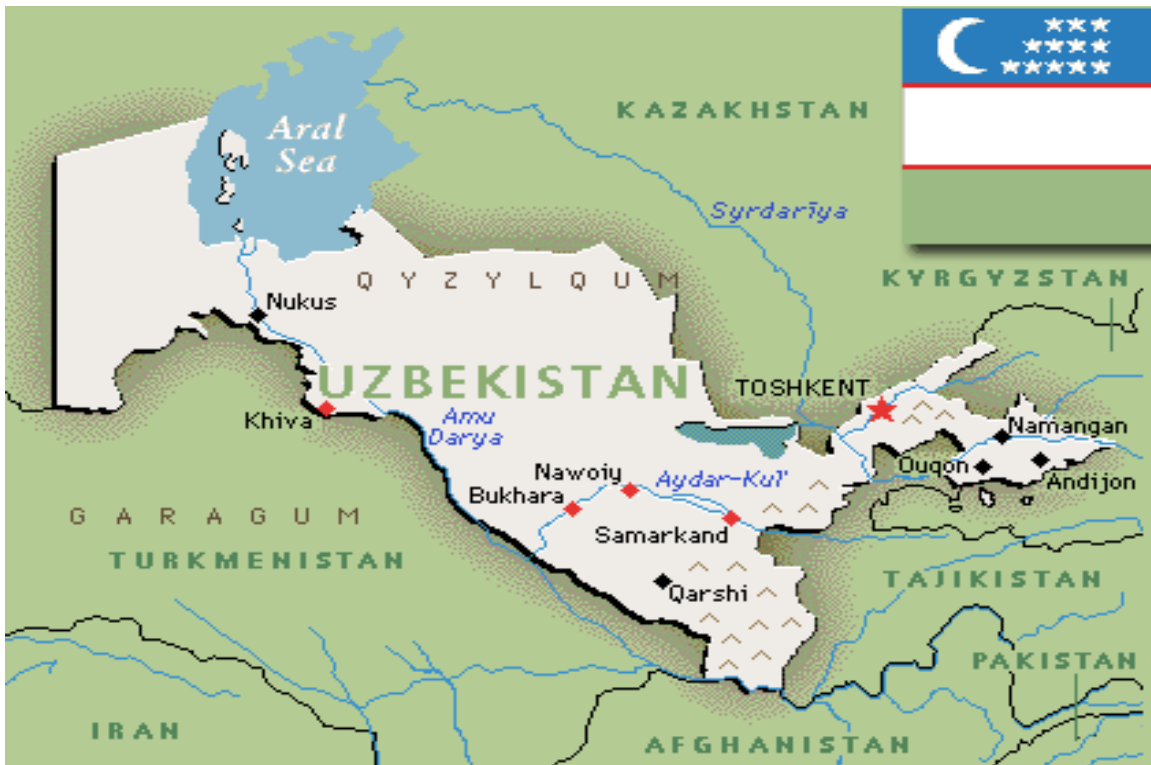 Aral
Sea
KAZAKHSTAN
Syrdarīya
QYZYLQUM
KYRGYZSTAN
Nukus
UZBEKISTAN
TOSHKENT
Khiva
Amu
Darya
Namangan
Nawoiy
Aydar-Kul'
Ouqon
Andijon
Bukhara
GARAGUM
Samarkand
TURKMENISTAN
Qarshi
TAJIKISTAN
PAKISTAN
IRAN
AFGHANISTAN